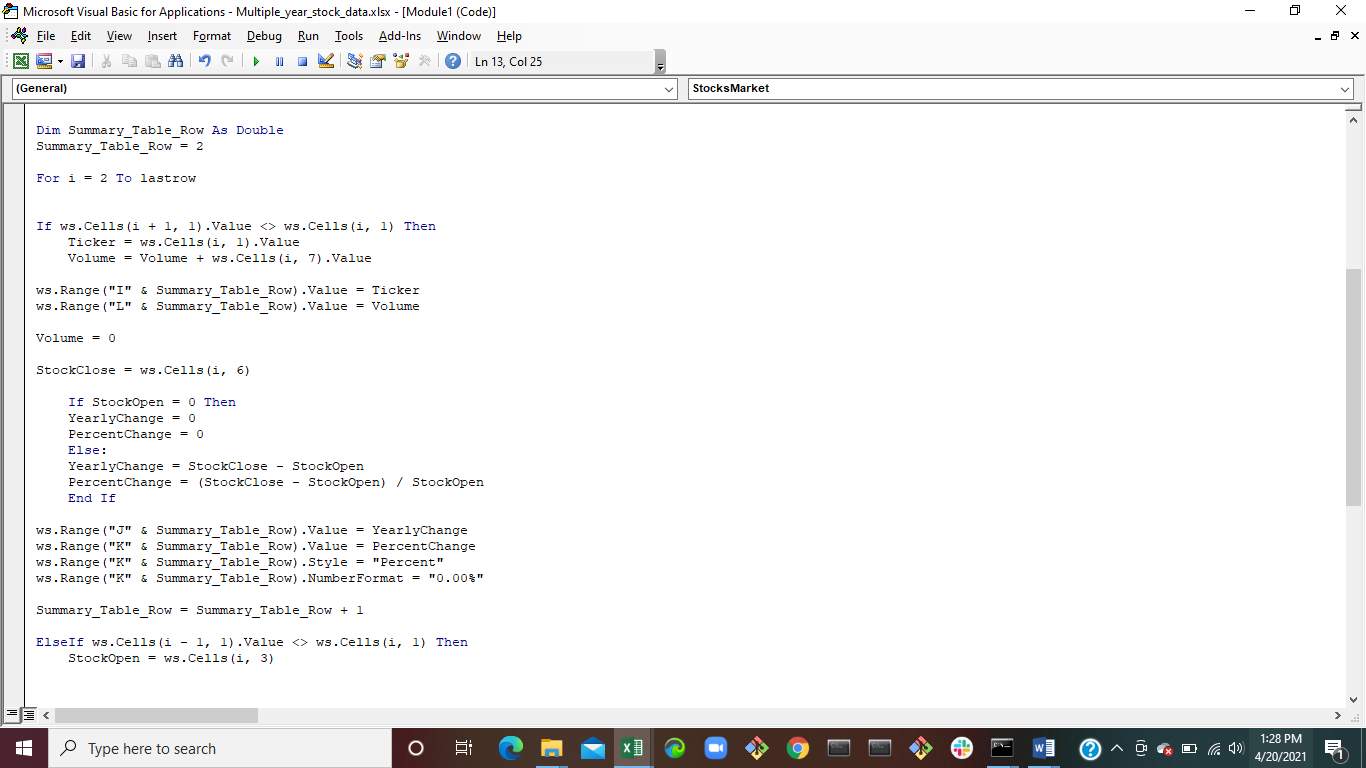 Microsoft Visual Basic for Applications - Multiple_year_stock_data.xlsx - [Module1 (Code)]
File Edit View Insert Format Debug Run Tools Add-Ins Window Help
Ln 13, Col 25
(General) StocksMarket
Dim Summary_Table_Row As Double
Summary_Table_Row = 2
For i = 2 To lastrow
If ws.Cells(i + 1, 1).Value <> ws.Cells(i, 1) Then
Ticker = ws.Cells(i, 1).Value
Volume = Volume + ws.Cells(i, 7).Value
ws.Range("I" & Summary_Table_Row).Value = Ticker
ws.Range("L" & Summary_Table_Row).Value = Volume
Volume = 0
StockClose = ws.Cells(i, 6)
If StockOpen = 0 Then
YearlyChange = 0
PercentChange = 0
Else:
YearlyChange = StockClose - StockOpen
PercentChange = (StockClose - StockOpen) / StockOpen
End If
ws.Range("J" & Summary_Table_Row).Value = YearlyChange
ws.Range("K" & Summary_Table_Row).Value = PercentChange
ws.Range("K" & Summary_Table_Row).Style = "Percent"
ws.Range("K" & Summary_Table_Row).NumberFormat = "0.00%"
Summary_Table_Row = Summary_Table_Row + 1
ElseIf ws.Cells(i - 1, 1).Value <> ws.Cells(i, 1) Then
StockOpen = ws.Cells(i, 3)
Type here to search
1:28 PM
4/20/2021
1